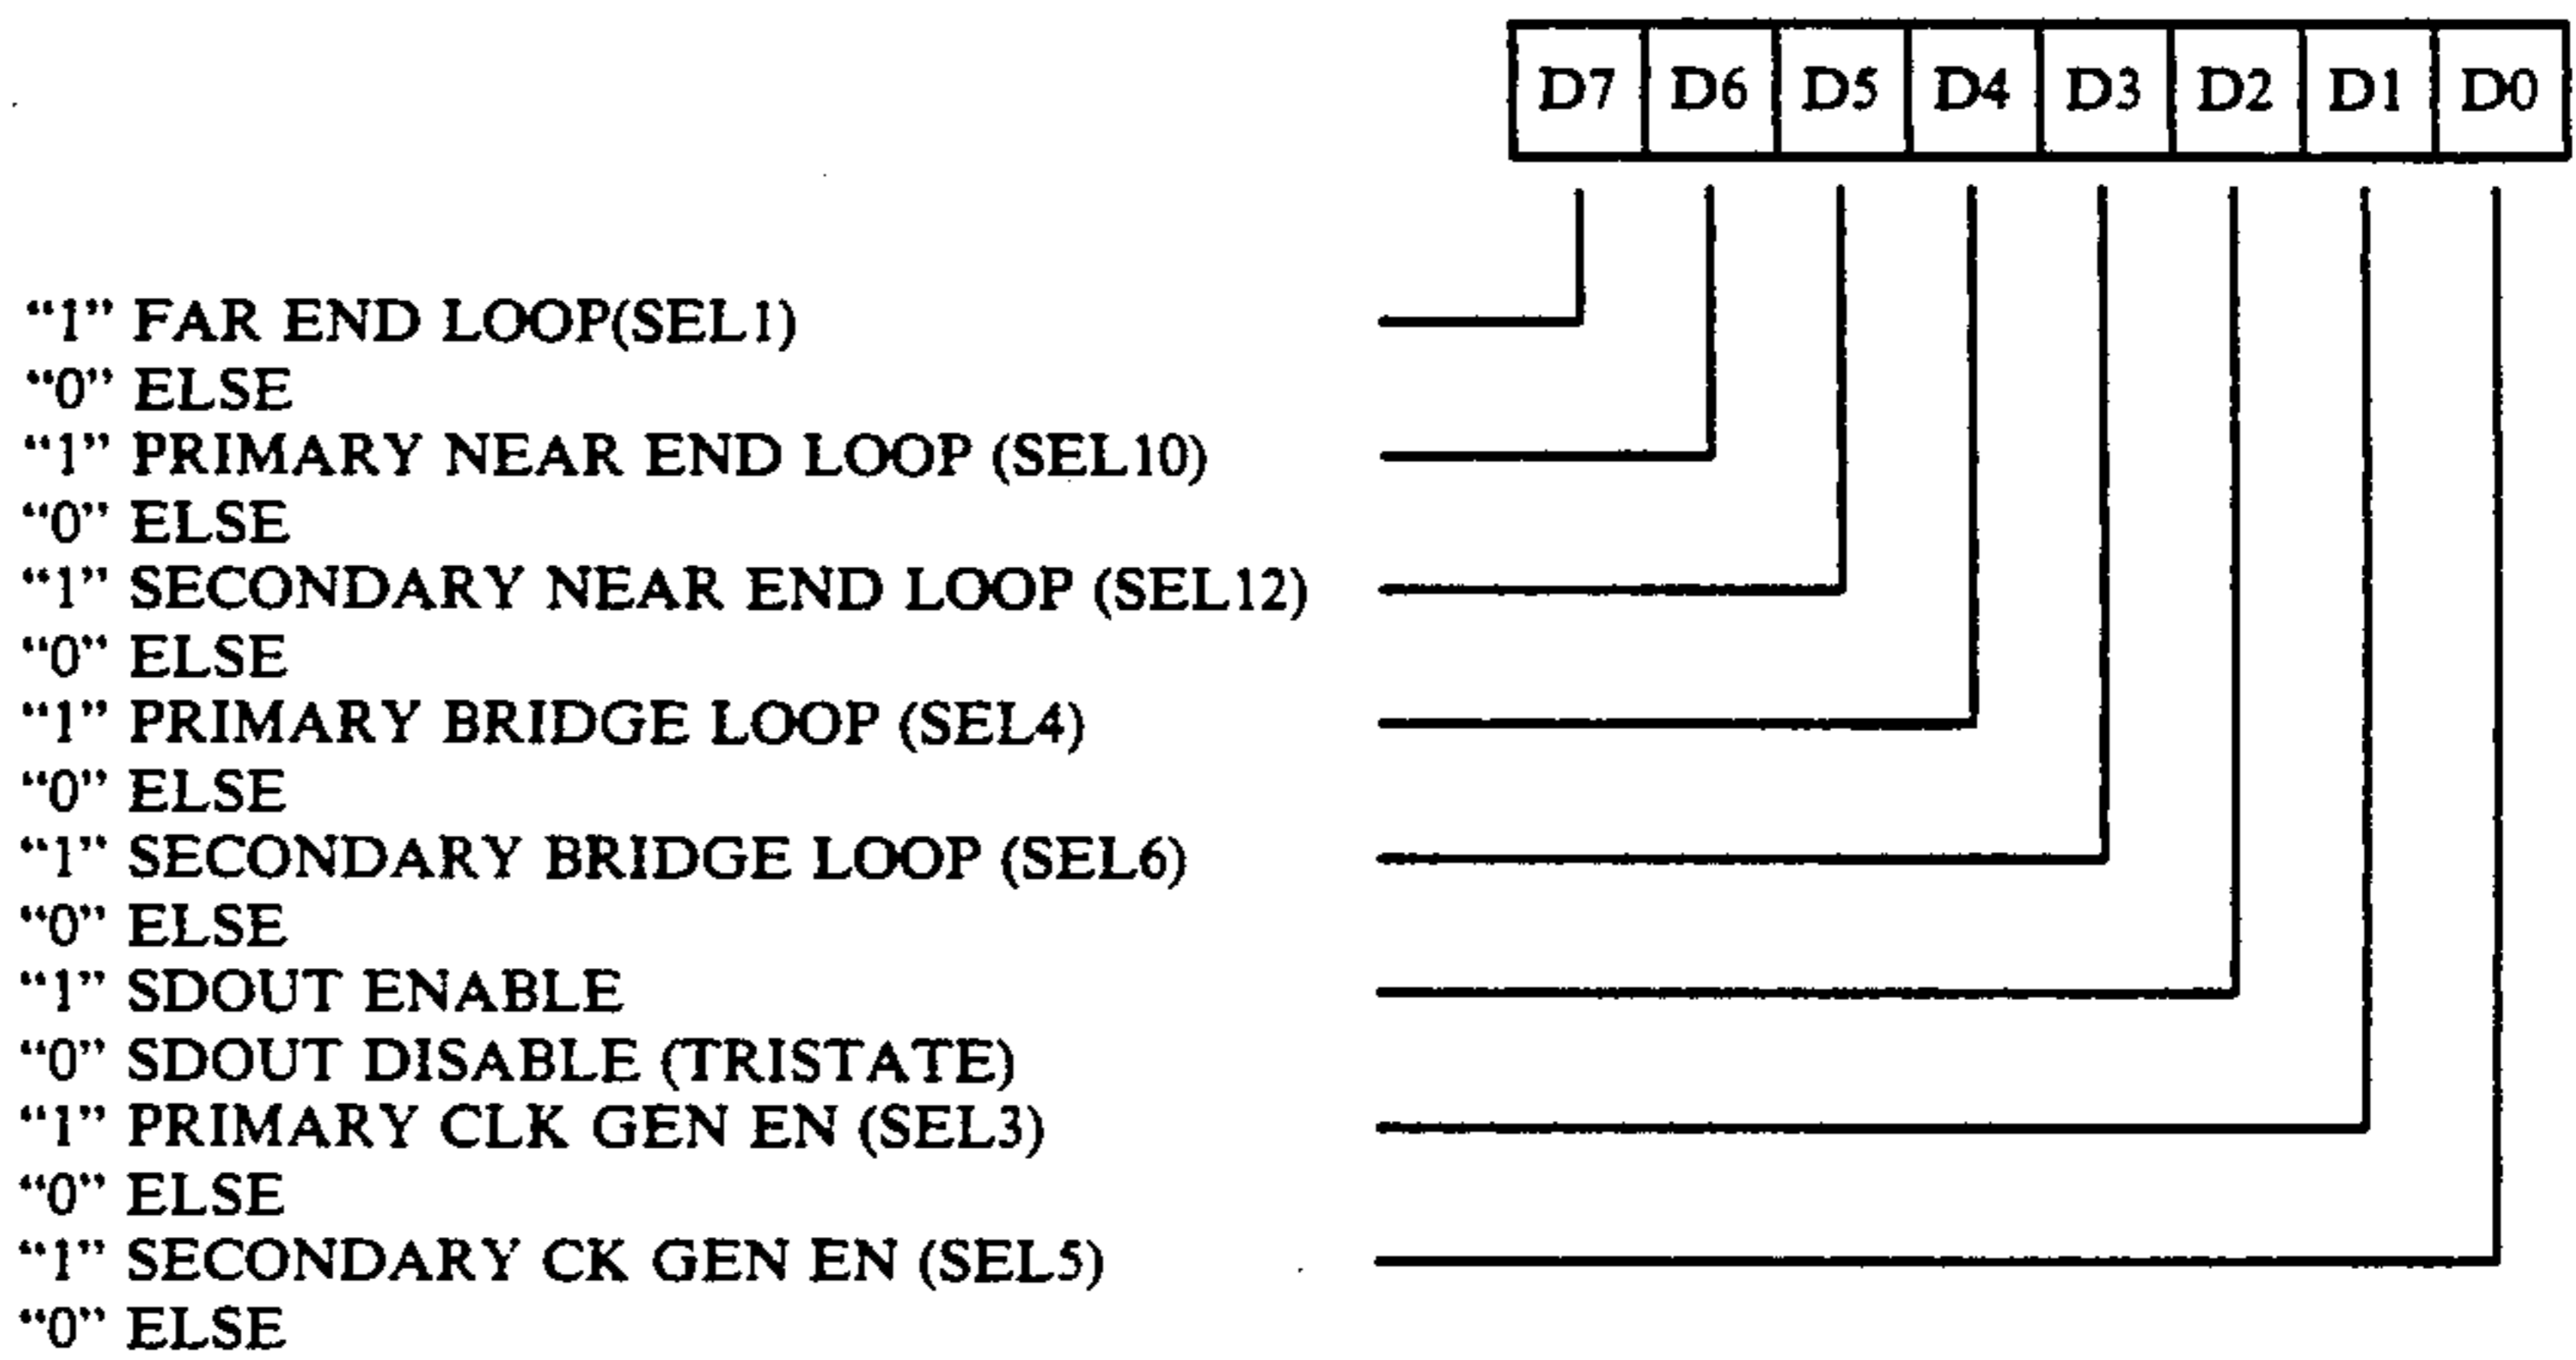 D7 D6 D5 D4 D3 D2 D1 D0
“1” FAR END LOOP(SEL1)
“0” ELSE
“1” PRIMARY NEAR END LOOP (SEL10)
“0” ELSE
“1” SECONDARY NEAR END LOOP (SEL12)
“0” ELSE
“1” PRIMARY BRIDGE LOOP (SEL4)
“0” ELSE
“1” SECONDARY BRIDGE LOOP (SEL6)
“0” ELSE
“1” SDOUT ENABLE
“0” SDOUT DISABLE (TRISTATE)
“1” PRIMARY CLK GEN EN (SEL3)
“0” ELSE
“1” SECONDARY CK GEN EN (SEL5)
“0” ELSE